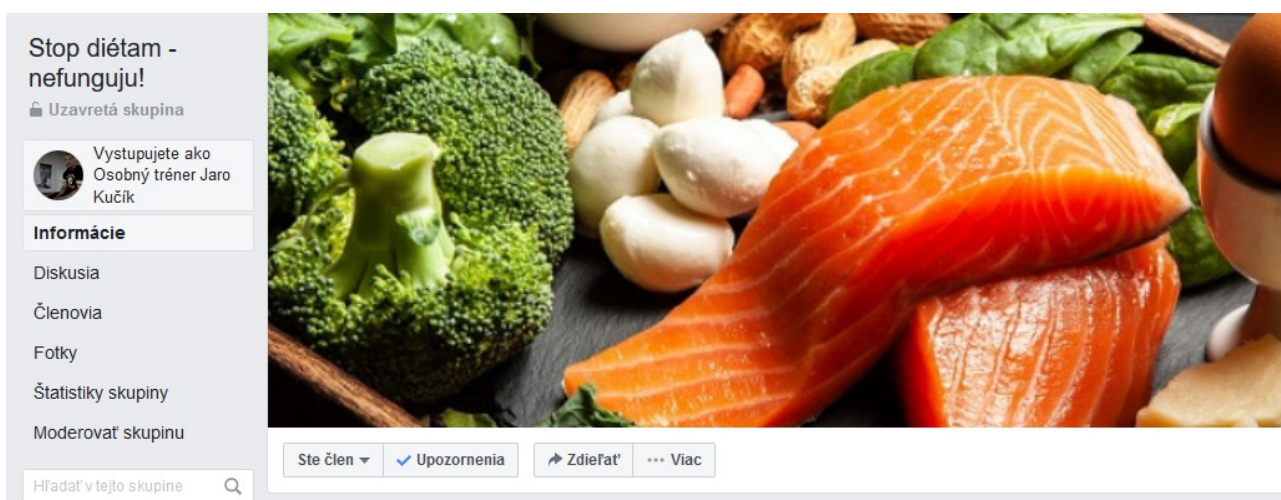 Stop diétam -
nefunguju!
Uzavretá skupina
Vystupujete ako
Osobný tréner Jaro
Kučík
Informácie
Diskusia
Členovia
Fotky
Štatistiky skupiny
Moderovať skupinu
Hľadať v tejto skupine
Ste člen
Upozornenia
Zdieľať
Viac